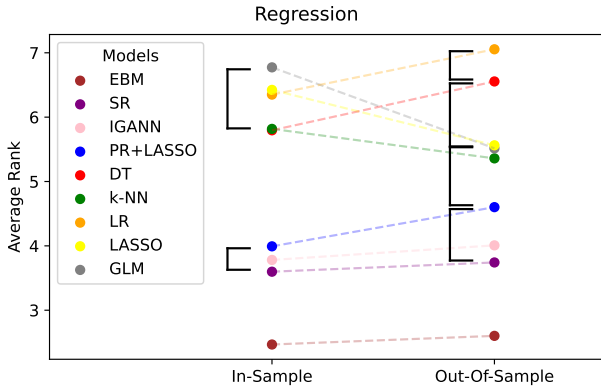 Regression
Average Rank
7
6
5
4
3
Models
EBM
SR
IGANN
PR+LASSO
DT
k-NN
LR
LASSO
GLM
In-Sample
Out-Of-Sample